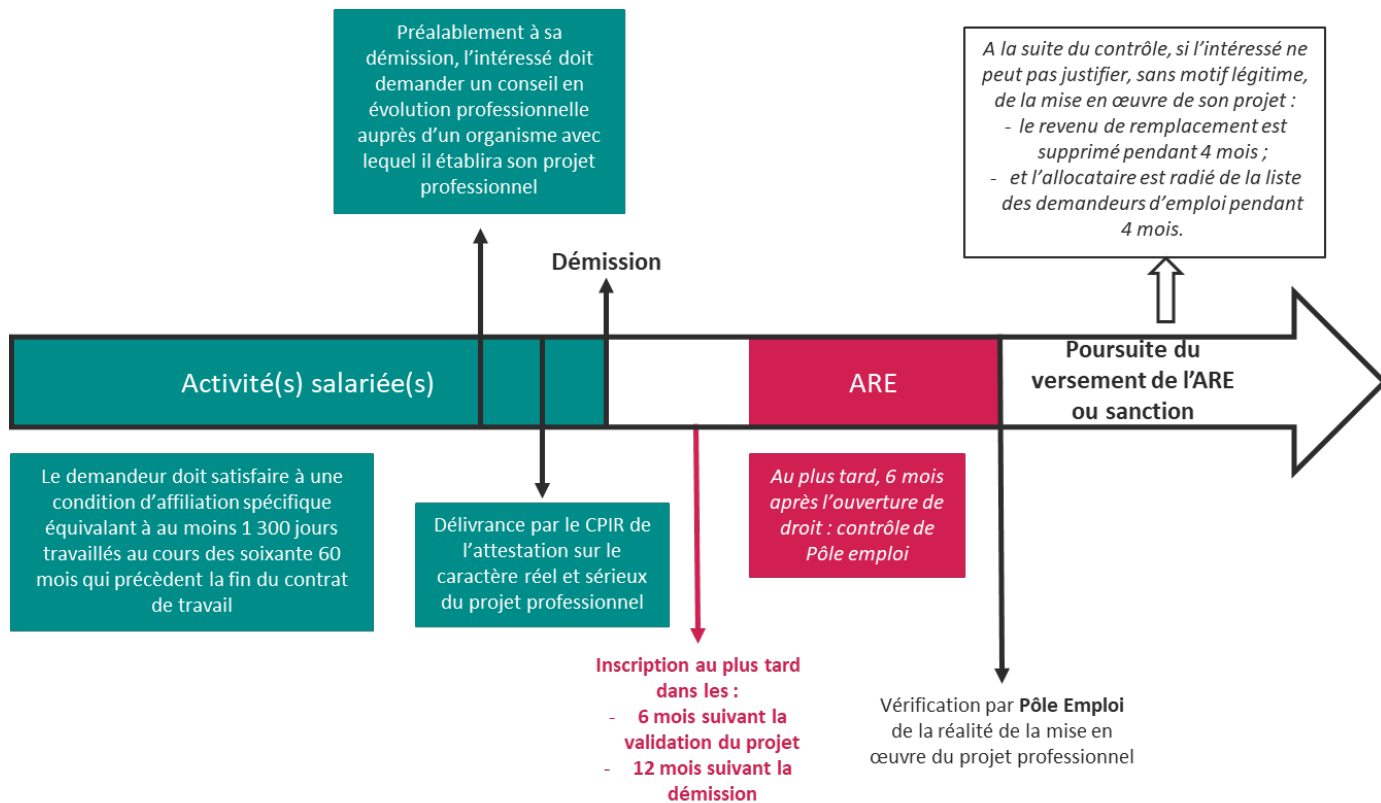 Préalablement à sa
démission, l'intéressé doit
demander un conseil en
évolution professionnelle
auprès d'un organisme avec
lequel il établira son projet
professionnel
A la suite du contrôle, si l'intéressé ne
peut pas justifier, sans motif légitime,
de la mise en œuvre de son projet :
- le revenu de remplacement est
supprimé pendant 4 mois ;
- et l'allocataire est radié de la liste
des demandeurs d'emploi pendant
4 mois.
Démission
Activité(s) salariée(s)
ARE
Poursuite du
versement de l'ARE
ou sanction
Le demandeur doit satisfaire à une
condition d'affiliation spécifique
équivalant à au moins 1 300 jours
travaillés au cours des soixante 60
mois qui précèdent la fin du contrat
de travail
Délivrance par le CPIR de
l'attestation sur le
caractère réel et sérieux
du projet professionnel
Au plus tard, 6 mois
après l'ouverture de
droit : contrôle de
Pôle emploi
Inscription au plus tard
dans les :
- 6 mois suivant la
validation du projet
- 12 mois suivant la
démission
Vérification par Pôle Emploi
de la réalité de la mise en
œuvre du projet professionnel